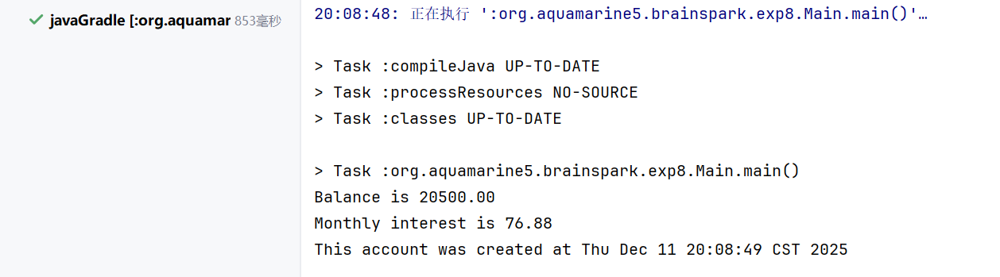 javaGradle [:org.aquamar 853毫秒
20:08:48: 正在执行 ':org.aquamarine5.brainspark.exp8.Main.main()'…
> Task :compileJava UP-TO-DATE
> Task :processResources NO-SOURCE
> Task :classes UP-TO-DATE
> Task :org.aquamarine5.brainspark.exp8.Main.main()
Balance is 20500.00
Monthly interest is 76.88
This account was created at Thu Dec 11 20:08:49 CST 2025